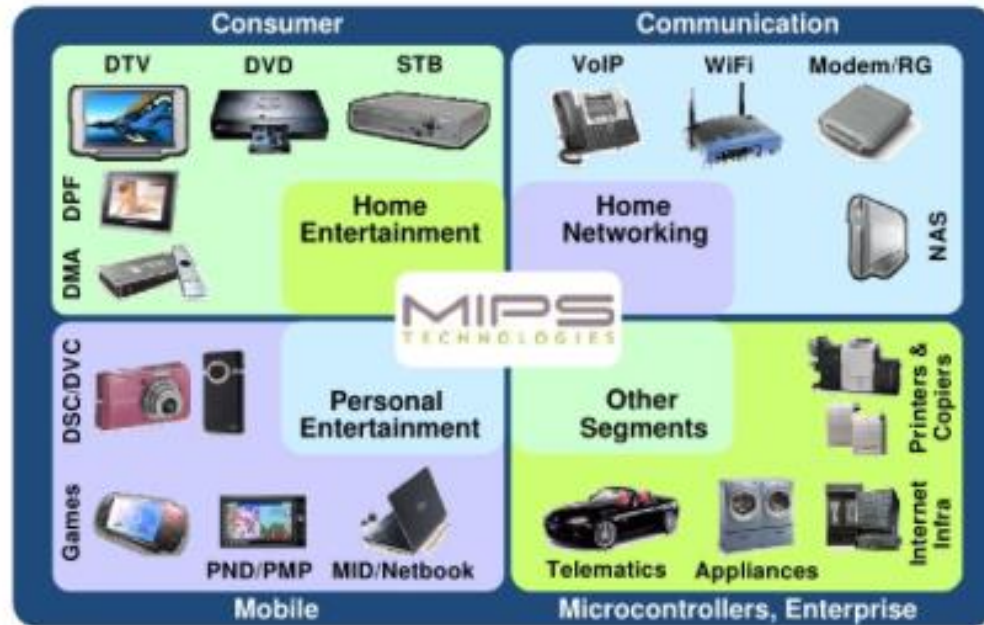 Consumer
Communication
DTV
DVD
STB
VoIP
WiFi
Modem/RG
DPF
DMA
Home
Entertainment
Home
Networking
NAS
MIPS
TECHNOLOGIES
DSC/DVC
Personal
Entertainment
Other
Segments
Printers &
Copiers
Games
PND/PMP
MID/Netbook
Telematics
Appliances
Internet
Infra
Mobile
Microcontrollers, Enterprise